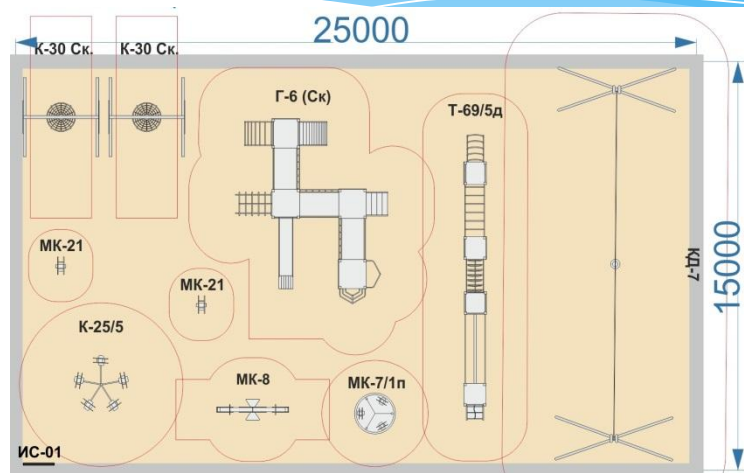 25000
К-30 Ск.
К-30 Ск.
Г-6 (Ск)
Т-69/5д
МК-21
КД-7
15000
МК-21
К-25/5
МК-8
МК-7/1п
ИС-01